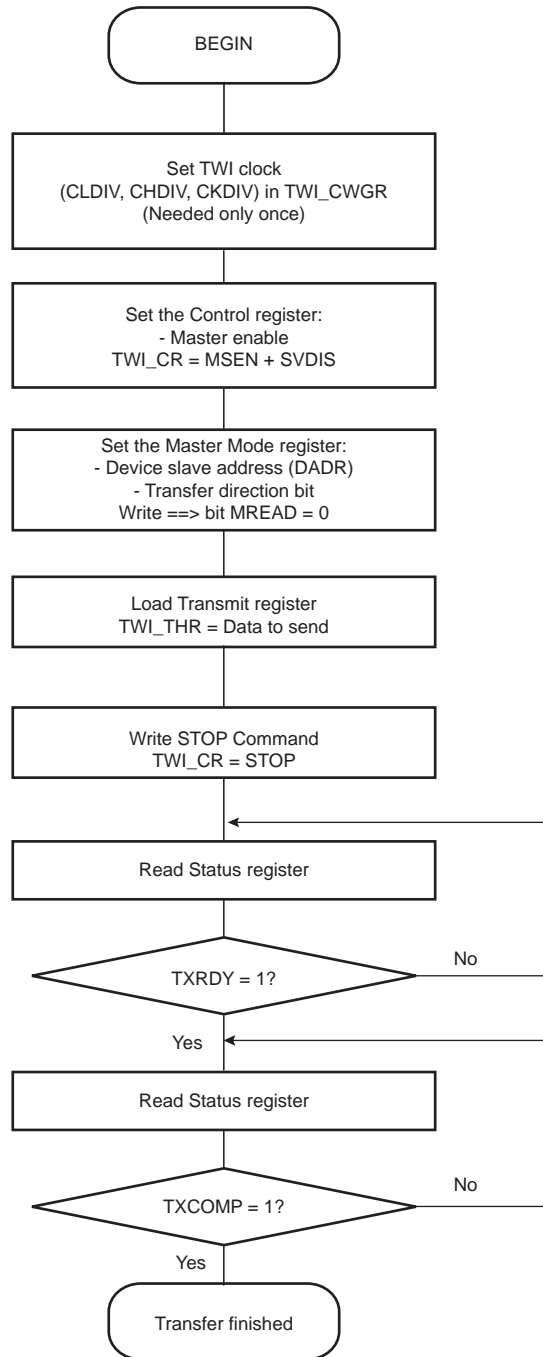 BEGIN
Set TWI clock
(CLDIV, CHDIV, CKDIV) in TWI_CWGR
(Needed only once)
Set the Control register:
- Master enable
TWI_CR = MSEN + SVDIS
Set the Master Mode register:
- Device slave address (DADR)
- Transfer direction bit
Write ==> bit MREAD = 0
Load Transmit register
TWI_THR = Data to send
Write STOP Command
TWI_CR = STOP
Read Status register
TXRDY = 1?
No
Yes
Read Status register
TXCOMP = 1?
No
Yes
Transfer finished